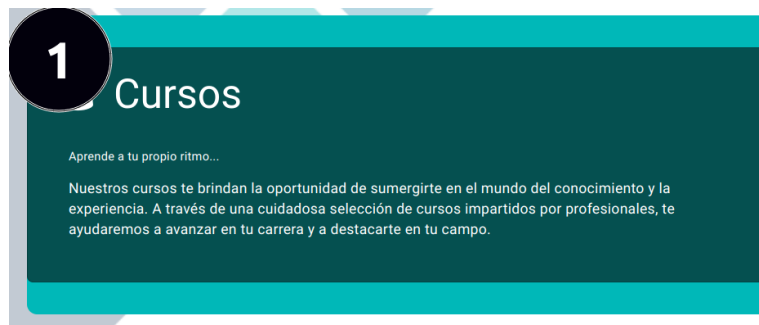 1
Cursos
Aprende a tu propio ritmo...
Nuestros cursos te brindan la oportunidad de sumergirte en el mundo del conocimiento y la
experiencia. A través de una cuidadosa selección de cursos impartidos por profesionales, te
ayudaremos a avanzar en tu carrera y a destacarte en tu campo.